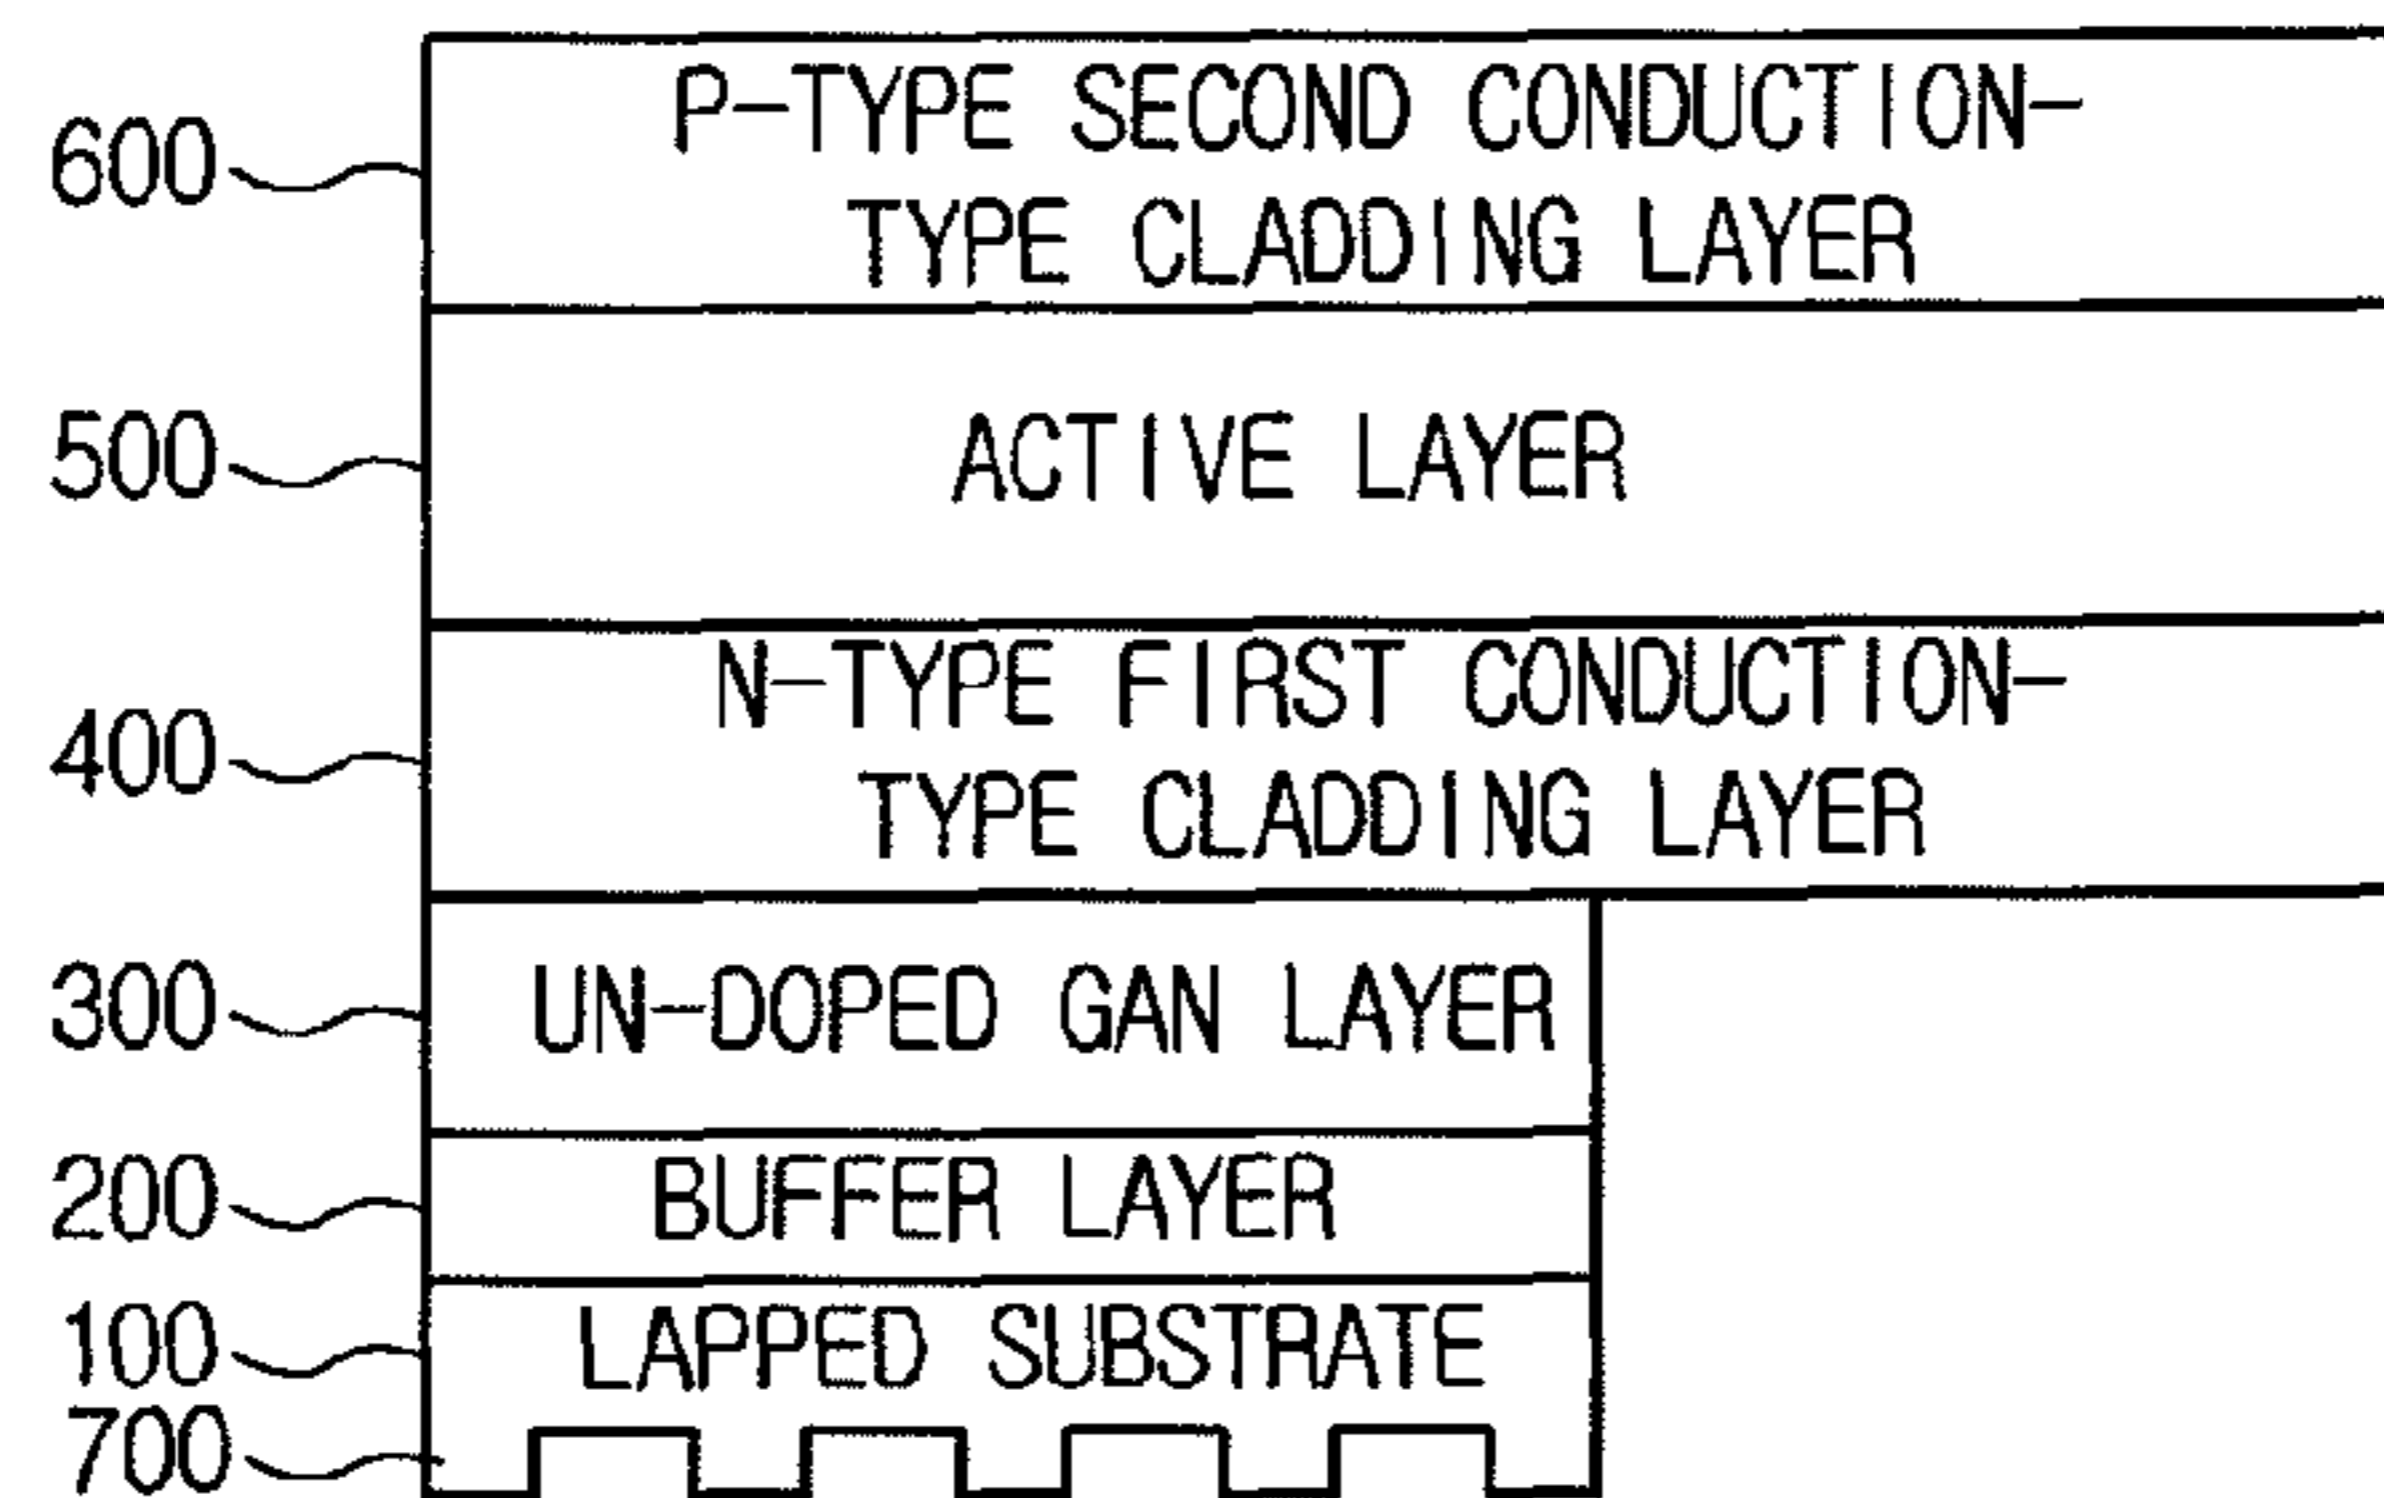 P-TYPE SECOND CONDUCTION-
600
TYPE CLADDING LAYER
500
ACTIVE LAYER
N-TYPE FIRST CONDUCTION-
400
TYPE CLADDING LAYER
300
UN-DOPED GAN LAYER
200
BUFFER LAYER
100
LAPPED SUBSTRATE
700